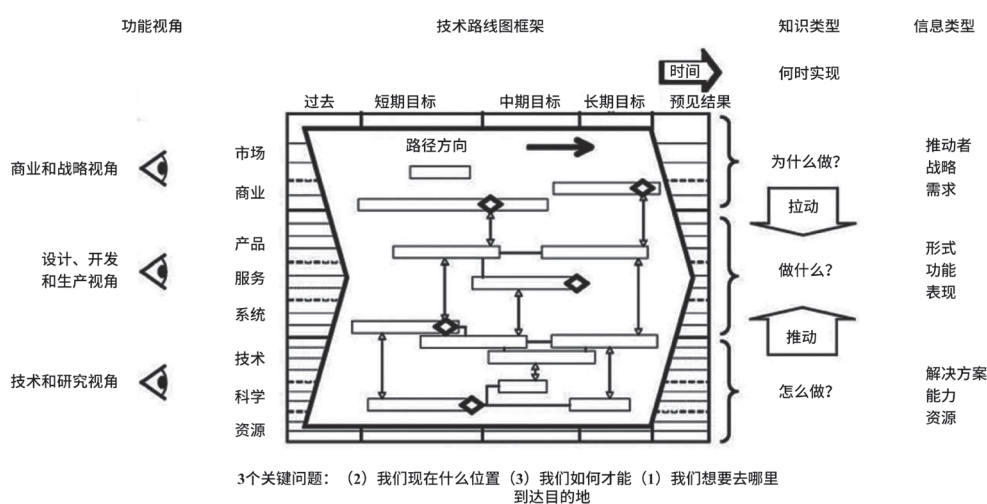 功能视角 技术路线图框架 知识类型 信息类型
时间 何时实现
过去 短期目标 中期目标 长期目标 预见结果
路径方向
市场
商业
商业和战略视角
为什么做？
推动者
战略
需求
拉动
产品
服务
系统
设计、开发
和生产视角
做什么？
形式
功能
表现
推动
技术
科学
资源
技术和研究视角
怎么做？
解决方案
能力
资源
3个关键问题：（2）我们现在什么位置（3）我们如何才能（1）我们想要去哪里
到达目的地